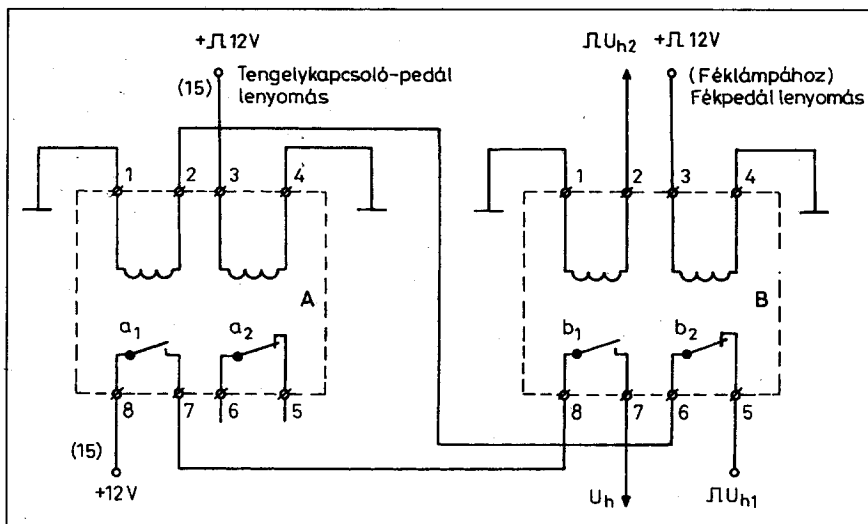 +⎍ 12V
⎍ Uh2
+⎍ 12V
(15)
Tengelykapcsoló-pedál
lenyomás
(Féklámpához)
Fékpedál lenyomás
1
2
3
4
1
2
3
4
A
B
a1
a2
b1
b2
8
7
6
5
8
7
6
5
(15)
+12V
Uh
⎍ Uh1